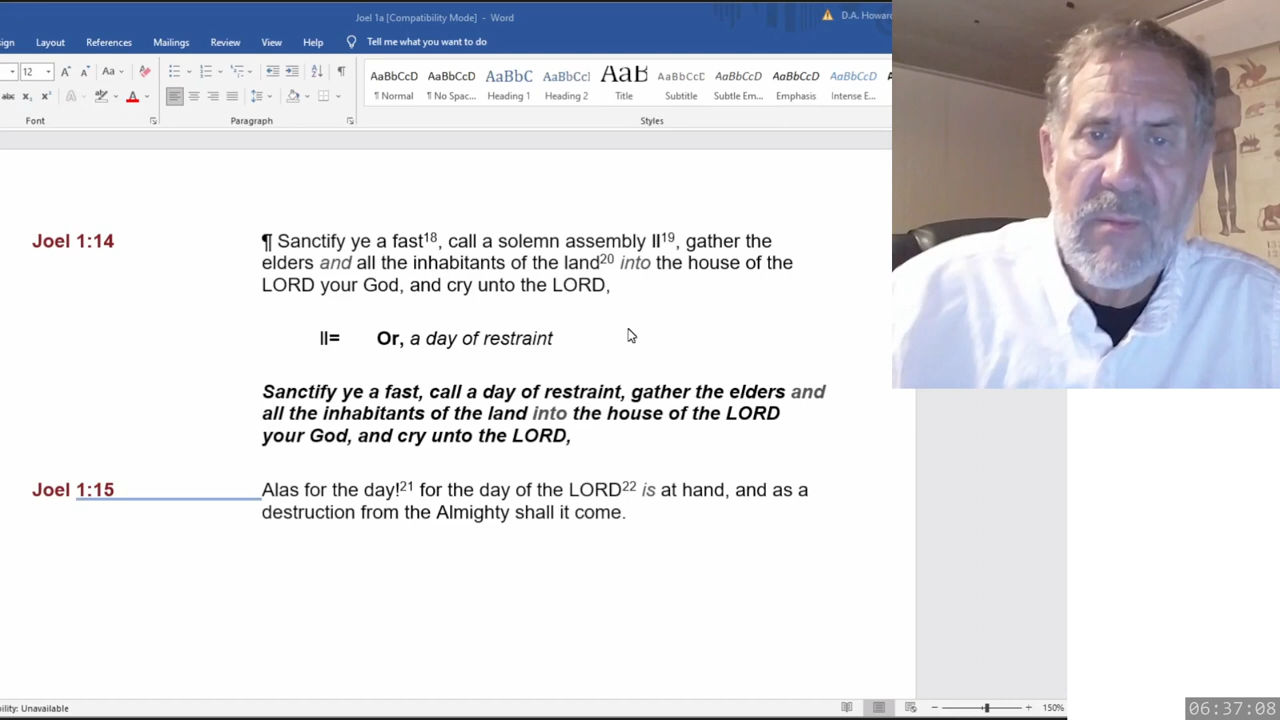 Joel 1a [Compatibility Mode] - Word
D.A. Howard
Layout References Mailings Review View Help Tell me what you want to do
12 Aa
AaBbCcD AaBbCcD AaBbC AaBbCcl AaB AaBbCcD AaBbCcD AaBbCcD AaBbCcD
¶ Normal ¶ No Spac... Heading 1 Heading 2 Title Subtitle Subtle Em... Emphasis Intense E...
Font Paragraph Styles
Joel 1:14 ¶ Sanctify ye a fast¹⁸, call a solemn assembly ǁ¹⁹, gather the
elders and all the inhabitants of the land²⁰ into the house of the
LORD your God, and cry unto the LORD,
ǁ= Or, a day of restraint
Sanctify ye a fast, call a day of restraint, gather the elders and
all the inhabitants of the land into the house of the LORD
your God, and cry unto the LORD,
Joel 1:15 Alas for the day!²¹ for the day of the LORD²² is at hand, and as a
destruction from the Almighty shall it come.
Unavailable
150%
06:37:08